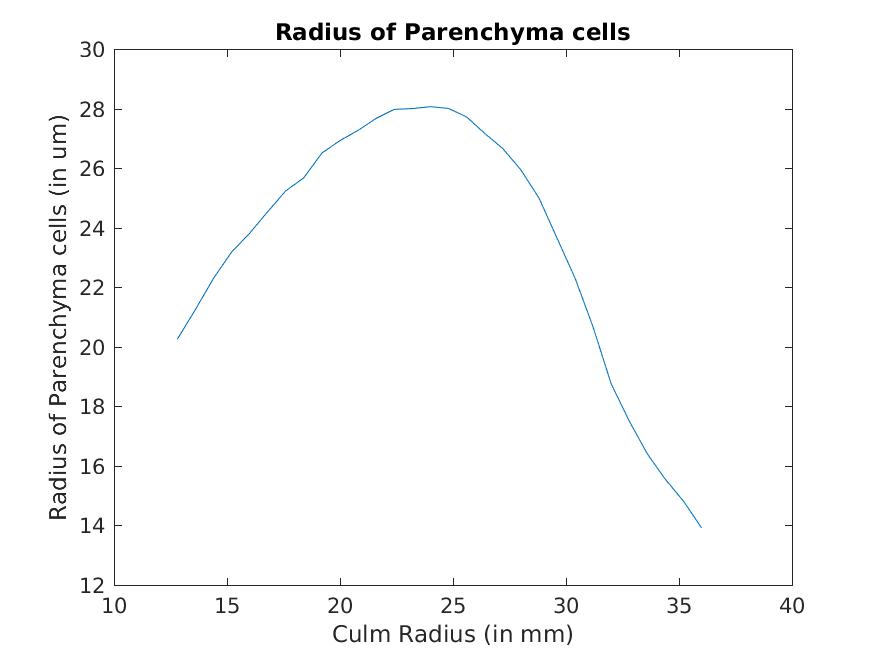 Radius of Parenchyma cells
30
28
26
24
22
20
18
16
14
12
Radius of Parenchyma cells (in um)
10 15 20 25 30 35 40
Culm Radius (in mm)